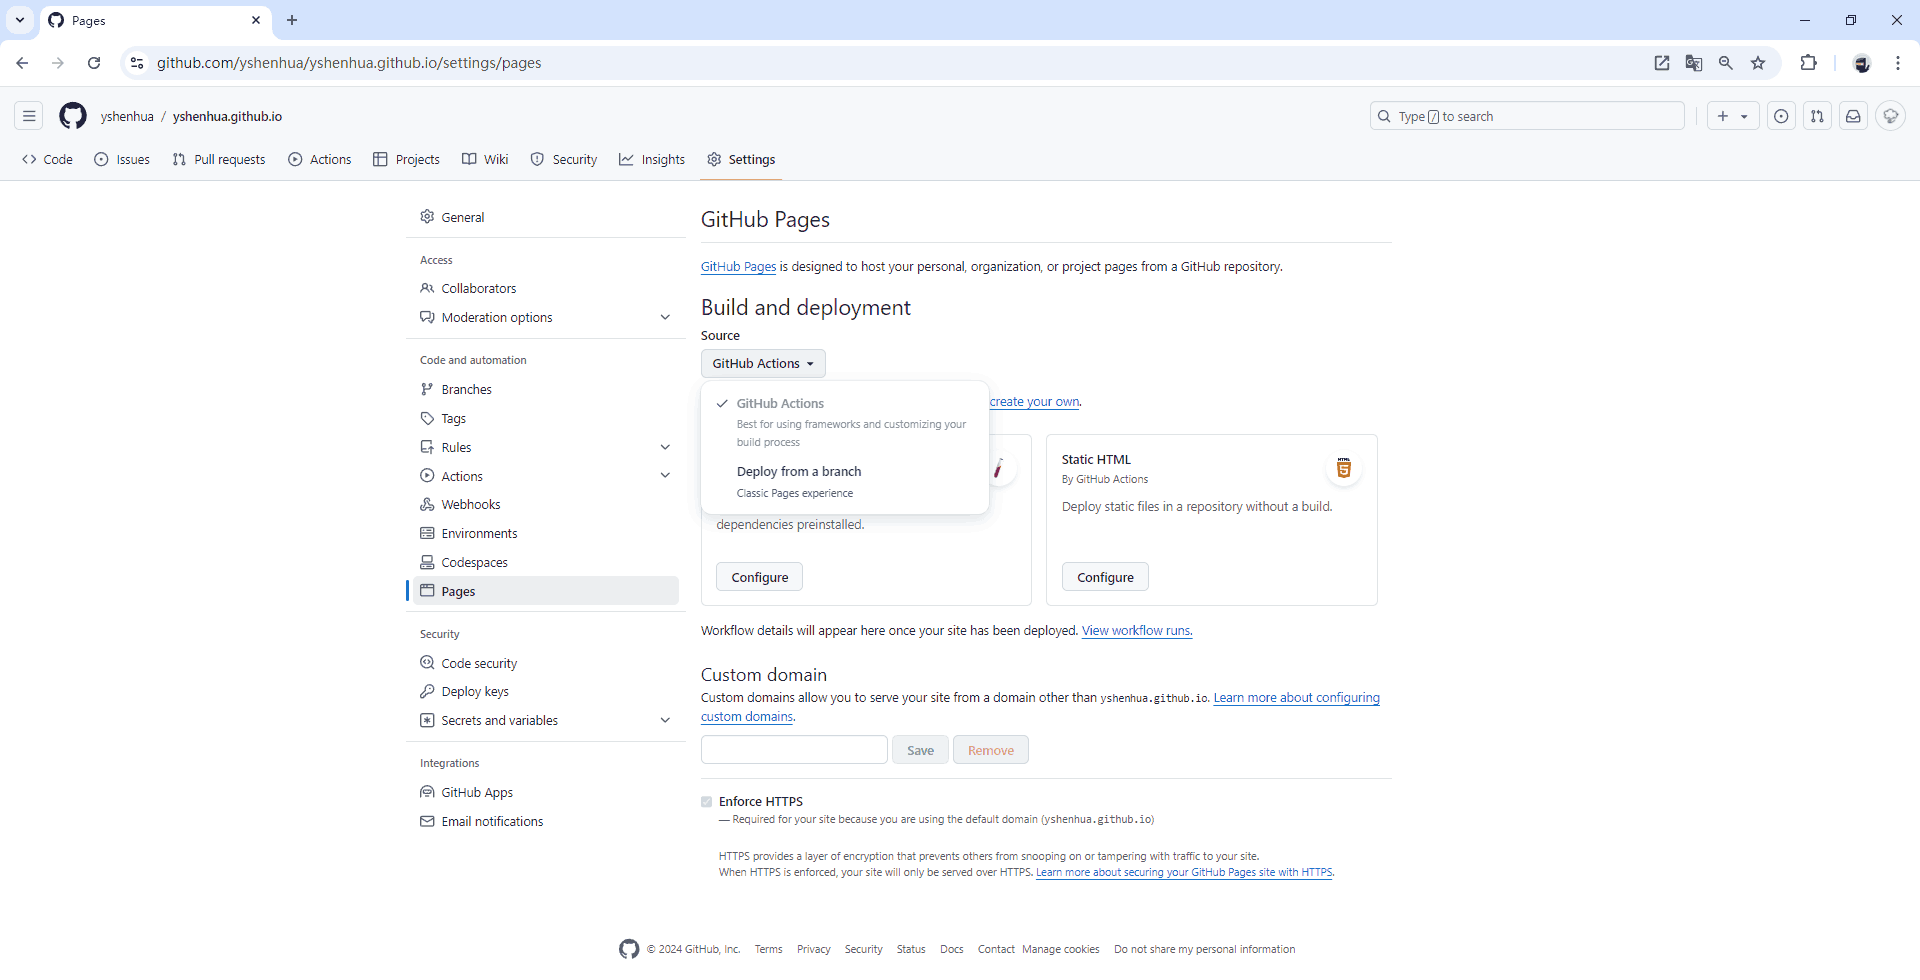 Pages
github.com/yshenhua/yshenhua.github.io/settings/pages
yshenhua / yshenhua.github.io
Type / to search
Code Issues Pull requests Actions Projects Wiki Security Insights Settings
General
Access
Collaborators
Moderation options
Code and automation
Branches
Tags
Rules
Actions
Webhooks
Environments
Codespaces
Pages
Security
Code security
Deploy keys
Secrets and variables
Integrations
GitHub Apps
Email notifications
GitHub Pages
GitHub Pages is designed to host your personal, organization, or project pages from a GitHub repository.
Build and deployment
Source
GitHub Actions
GitHub Actions
Best for using frameworks and customizing your
build process
Deploy from a branch
Classic Pages experience
create your own.
dependencies preinstalled.
Configure
Static HTML
HTML
5
By GitHub Actions
Deploy static files in a repository without a build.
Configure
Workflow details will appear here once your site has been deployed. View workflow runs.
Custom domain
Custom domains allow you to serve your site from a domain other than yshenhua.github.io. Learn more about configuring
custom domains.
Save Remove
Enforce HTTPS
— Required for your site because you are using the default domain (yshenhua.github.io)
HTTPS provides a layer of encryption that prevents others from snooping on or tampering with traffic to your site.
When HTTPS is enforced, your site will only be served over HTTPS. Learn more about securing your GitHub Pages site with HTTPS.
© 2024 GitHub, Inc. Terms Privacy Security Status Docs Contact Manage cookies Do not share my personal information